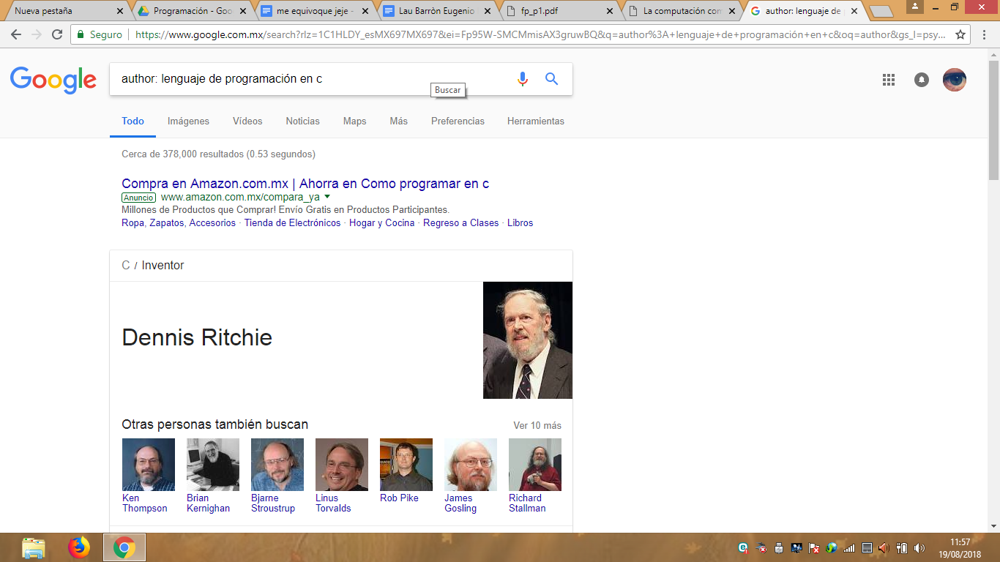 Nueva pestaña
Programación - Goo
me equivoque jeje -
Lau Barròn Eugenio
fp_p1.pdf
La computación com
author: lenguaje de p
Seguro
https://www.google.com.mx/search?rlz=1C1HLDY_esMX697MX697&ei=Fp95W-SMCMmisAX3gruwBQ&q=author%3A+lenguaje+de+programación+en+c&oq=author&gs_l=psy...
Google
author: lenguaje de programación en c
Buscar
Todo Imágenes Vídeos Noticias Maps Más Preferencias Herramientas
Cerca de 378,000 resultados (0.53 segundos)
Compra en Amazon.com.mx | Ahorra en Como programar en c
Anuncio www.amazon.com.mx/compara_ya
Millones de Productos que Comprar! Envío Gratis en Productos Participantes.
Ropa, Zapatos, Accesorios · Tienda de Electrónicos · Hogar y Cocina · Regreso a Clases · Libros
C / Inventor
Dennis Ritchie
Otras personas también buscan
Ver 10 más
Ken
Thompson
Brian
Kernighan
Bjarne
Stroustrup
Linus
Torvalds
Rob Pike
James
Gosling
Richard
Stallman
11:57
19/08/2018